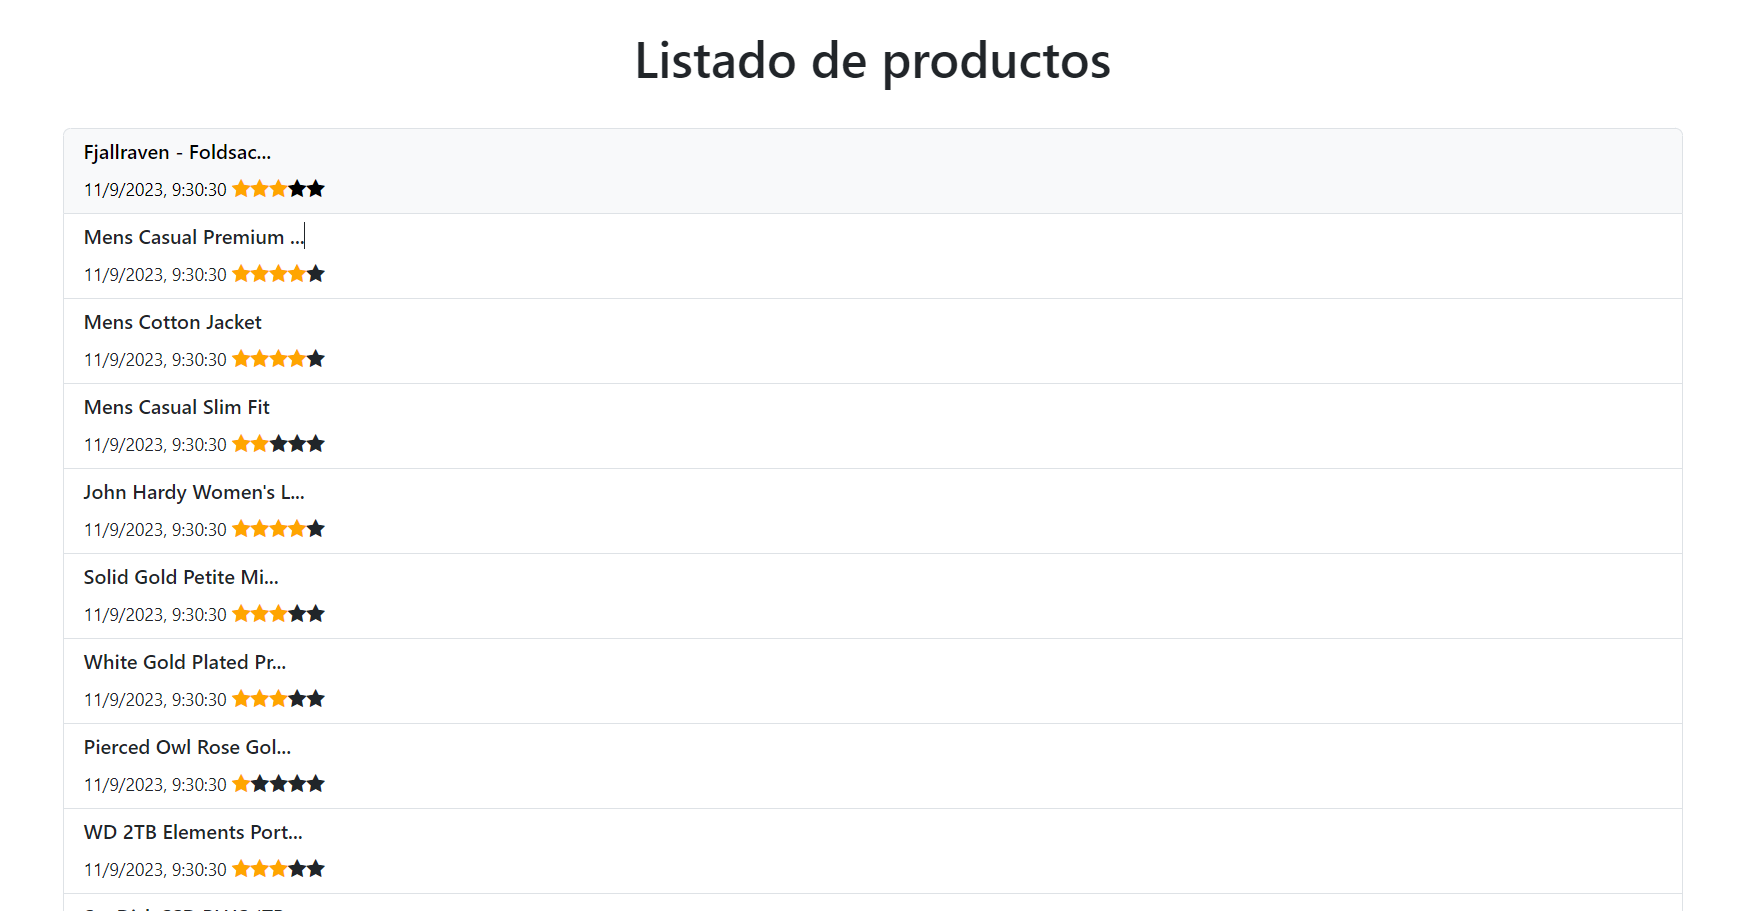 Listado de productos
Fjallraven - Foldsac...
11/9/2023, 9:30:30
Mens Casual Premium ...
11/9/2023, 9:30:30
Mens Cotton Jacket
11/9/2023, 9:30:30
Mens Casual Slim Fit
11/9/2023, 9:30:30
John Hardy Women's L...
11/9/2023, 9:30:30
Solid Gold Petite Mi...
11/9/2023, 9:30:30
White Gold Plated Pr...
11/9/2023, 9:30:30
Pierced Owl Rose Gol...
11/9/2023, 9:30:30
WD 2TB Elements Port...
11/9/2023, 9:30:30